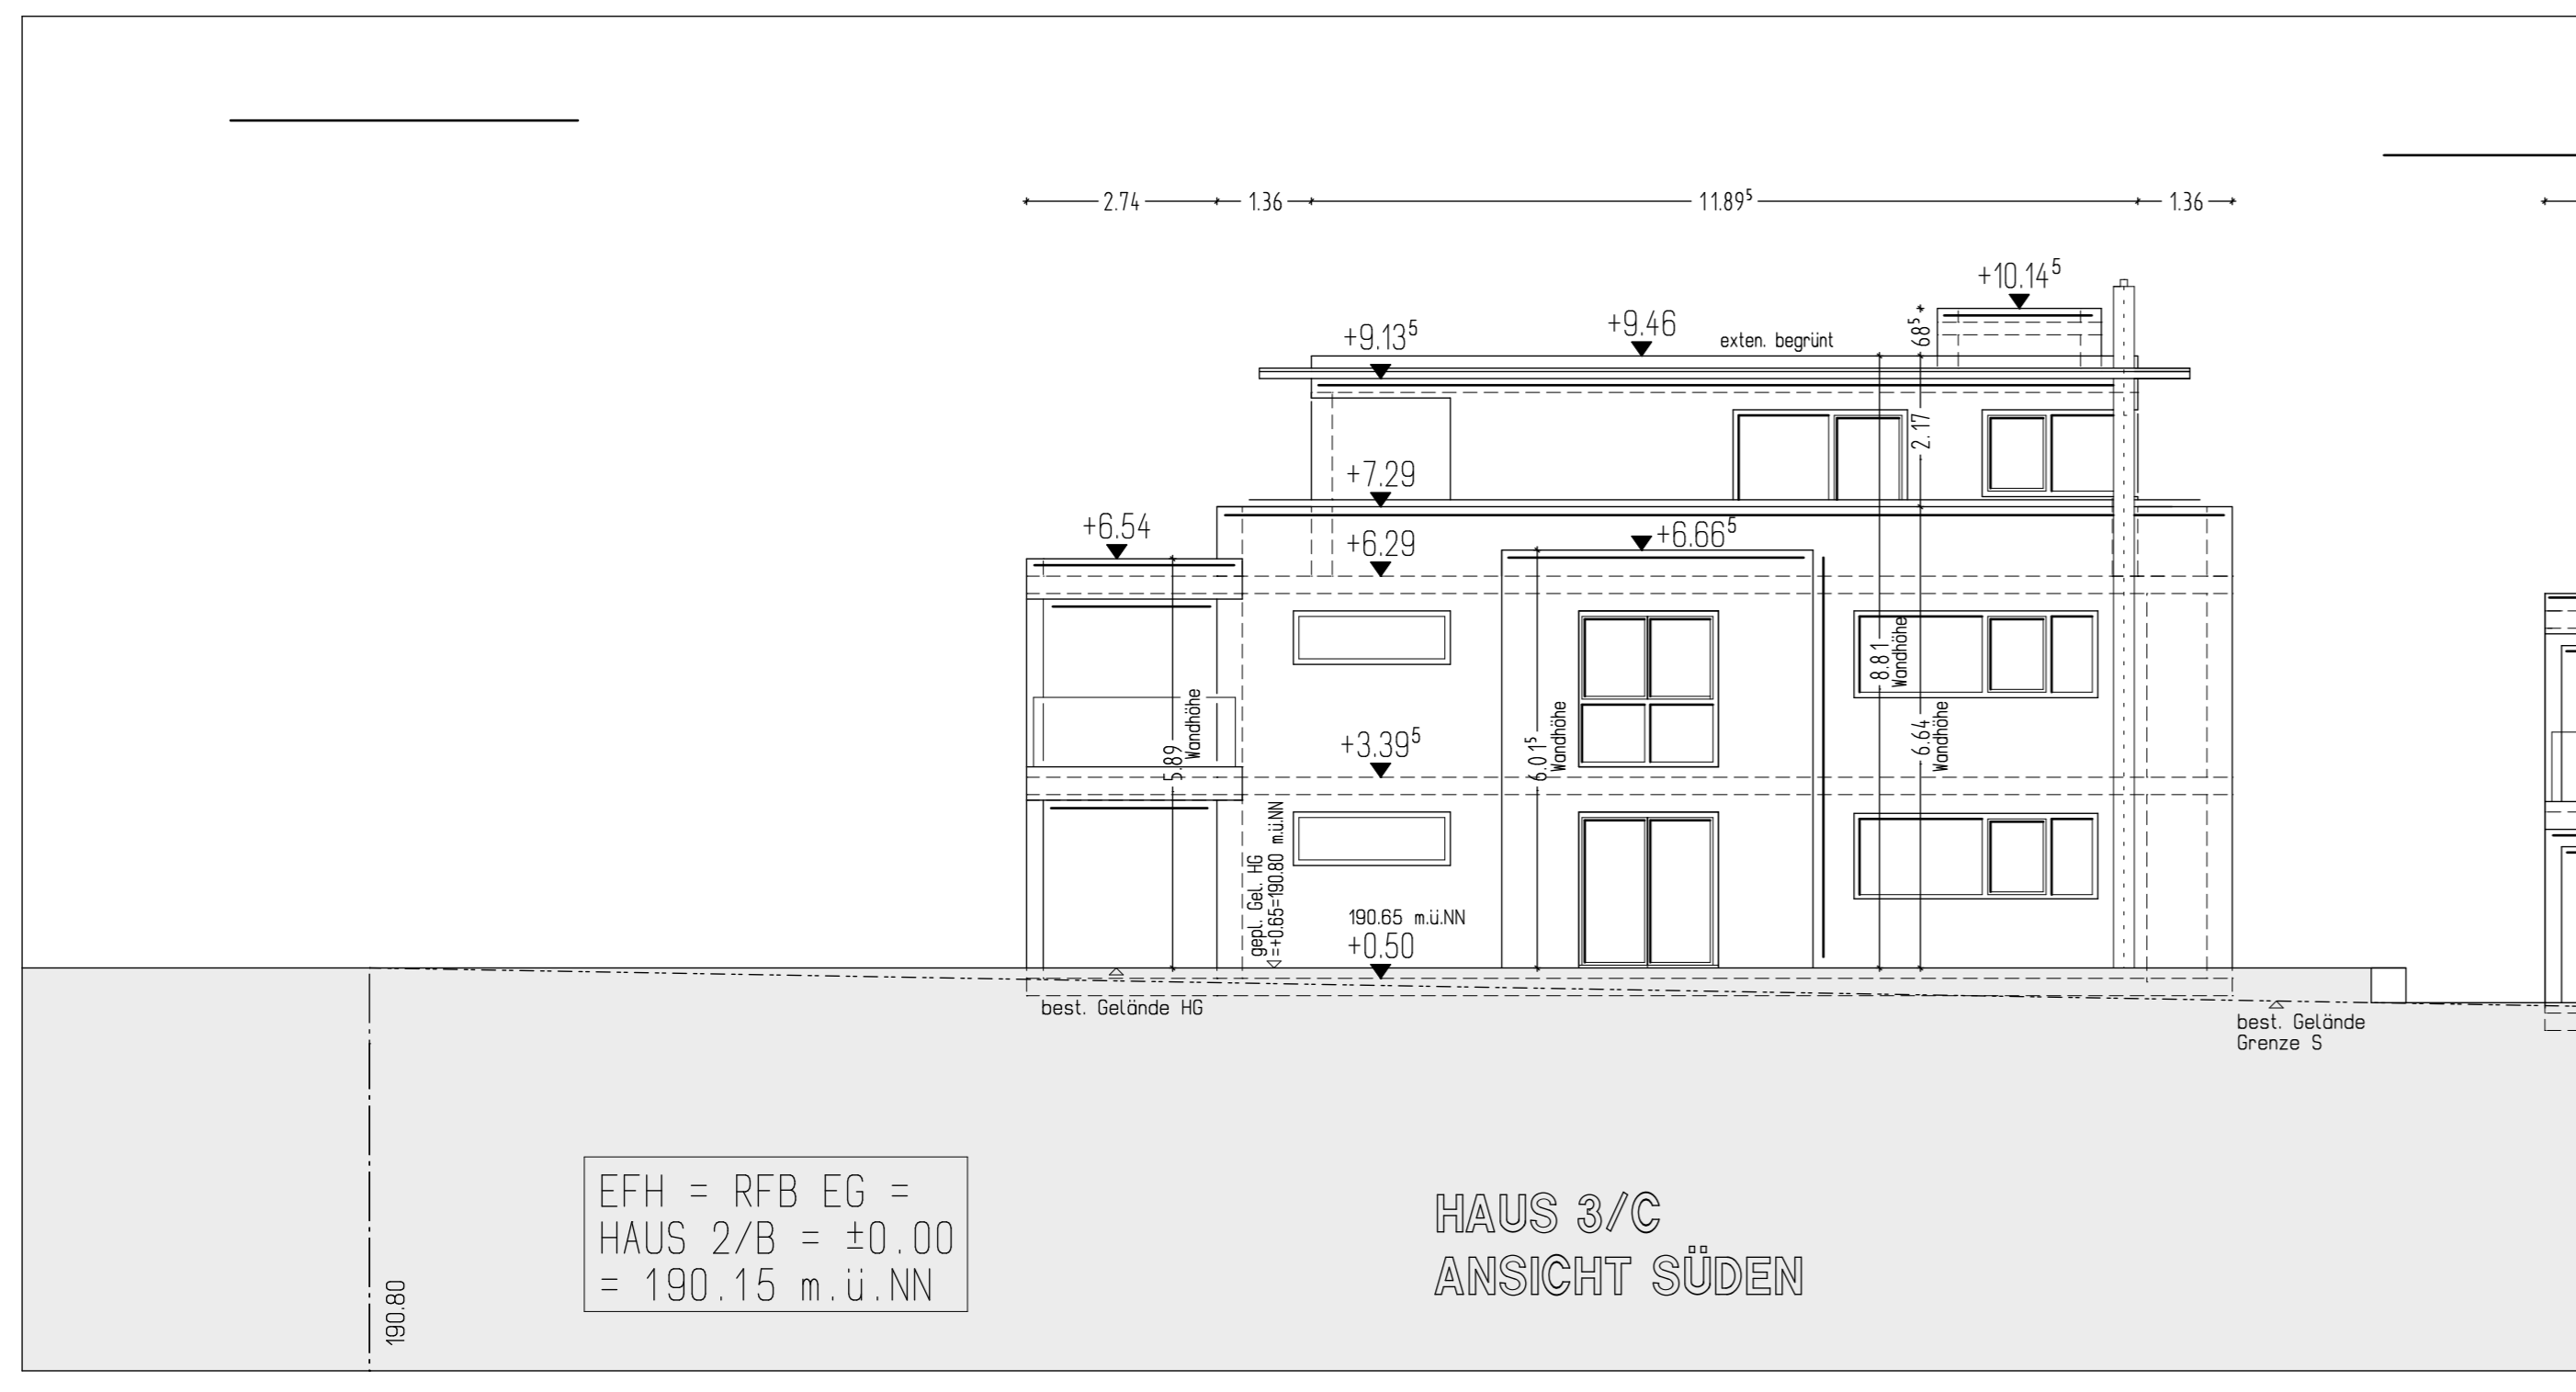 2.74
1.36
11.89⁵
1.36
+10.14⁵
+9.13⁵
+9.46
exten. begrünt
68⁵
2.17
+7.29
+6.54
+6.29
+6.66⁵
8.81
Wandhöhe
5.89
Wandhöhe
6.01⁵
Wandhöhe
6.64
Wandhöhe
+3.39⁵
gepl. Gel. HG
=+0.65=190.80 m.ü.NN
190.65 m.ü.NN
+0.50
best. Gelände HG
best. Gelände
Grenze S
EFH = RFB EG =
HAUS 2/B = ±0.00
= 190.15 m.ü.NN
HAUS 3/C
ANSICHT SÜDEN
190.80